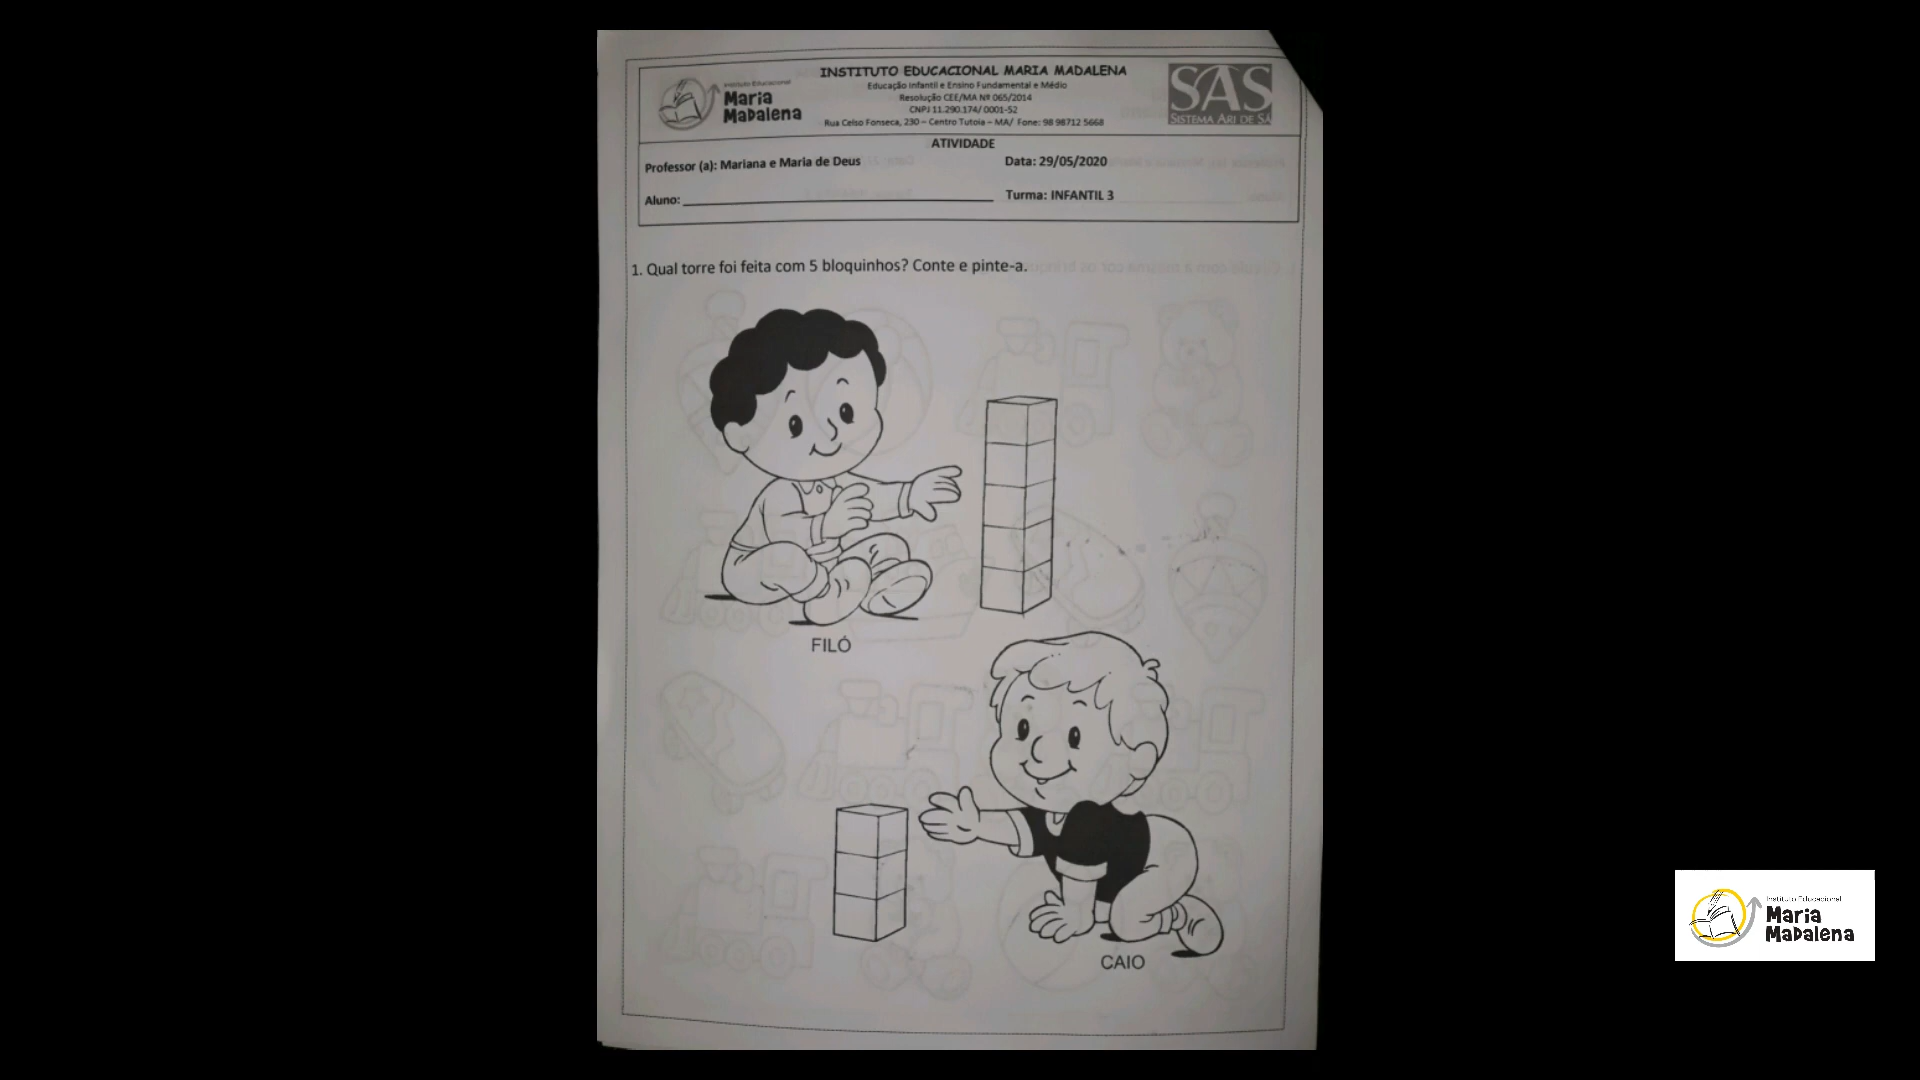 Instituto Educacional
Maria
Madalena
INSTITUTO EDUCACIONAL MARIA MADALENA
Educação Infantil e Ensino Fundamental e Médio
Resolução CEE/MA Nº 065/2014
CNPJ 11.290.174/ 0001-52
Rua Celso Fonseca, 230 – Centro Tutoia – MA/ Fone: 98 98712 5668
SAS
SISTEMA ARI DE SÁ
ATIVIDADE
Professor (a): Mariana e Maria de Deus
Data: 29/05/2020
Aluno:
Turma: INFANTIL 3
1. Qual torre foi feita com 5 bloquinhos? Conte e pinte-a.
FILÓ
CAIO
Instituto Educacional
Maria
Madalena